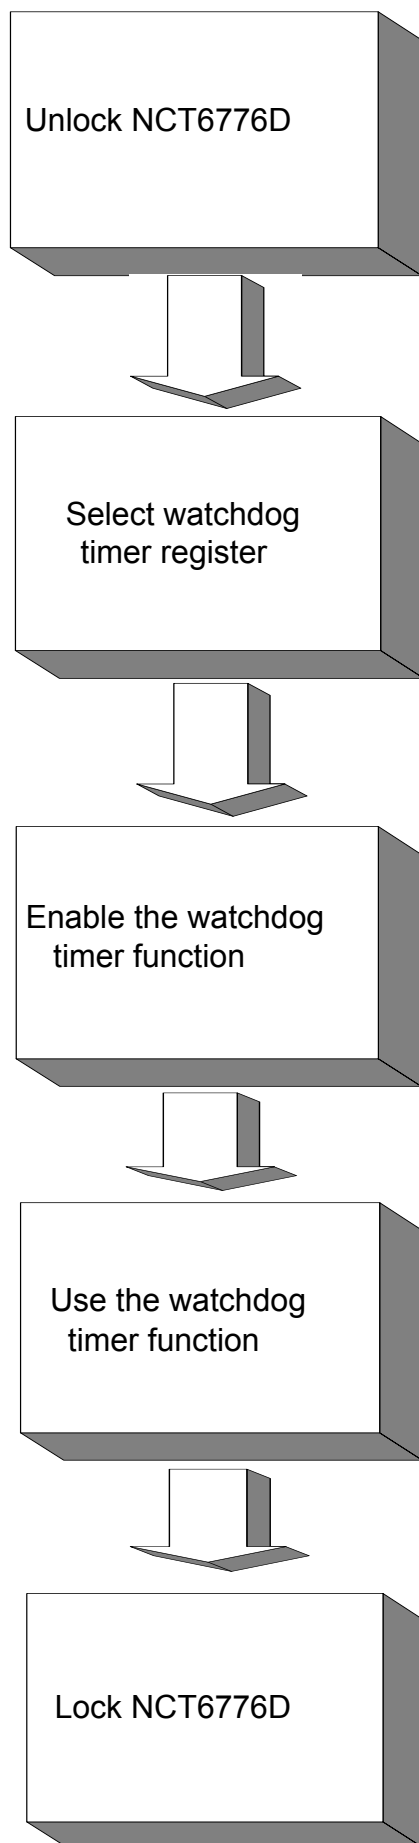 Unlock NCT6776D
Select watchdog
timer register
Enable the watchdog
timer function
Use the watchdog
timer function
Lock NCT6776D